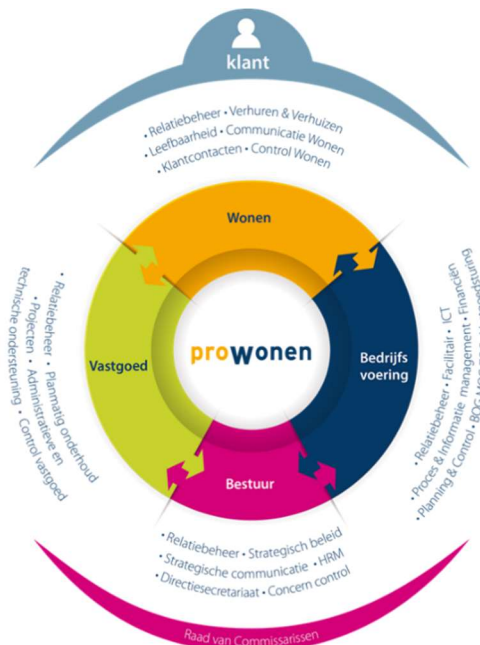 klant
• Relatiebeheer • Verhuren & Verhuizen
• Leefbaarheid • Communicatie Wonen
• Klantcontacten • Control Wonen
Wonen
Vastgoed
prowonen
Bedrijfs
voering
Bestuur
• Relatiebeheer • Planmatig onderhoud
• Projecten • Administratieve en
technische ondersteuning • Control vastgoed
• Relatiebeheer • Facilitair • ICT
• Proces & Informatie management • Financiën
• Planning & Control • BOG
• Relatiebeheer • Strategisch beleid
• Strategische communicatie • HRM
• Directiesecretariaat • Concern control
Raad van Commissarissen